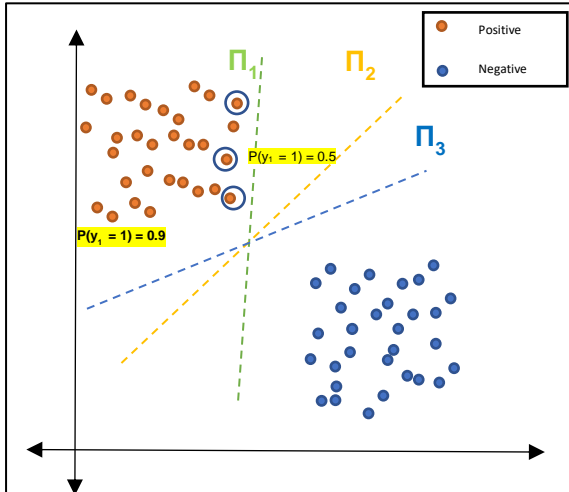 Positive
Negative
Π1
Π2
Π3
P(y₁ = 1) = 0.5
P(y₁ = 1) = 0.9